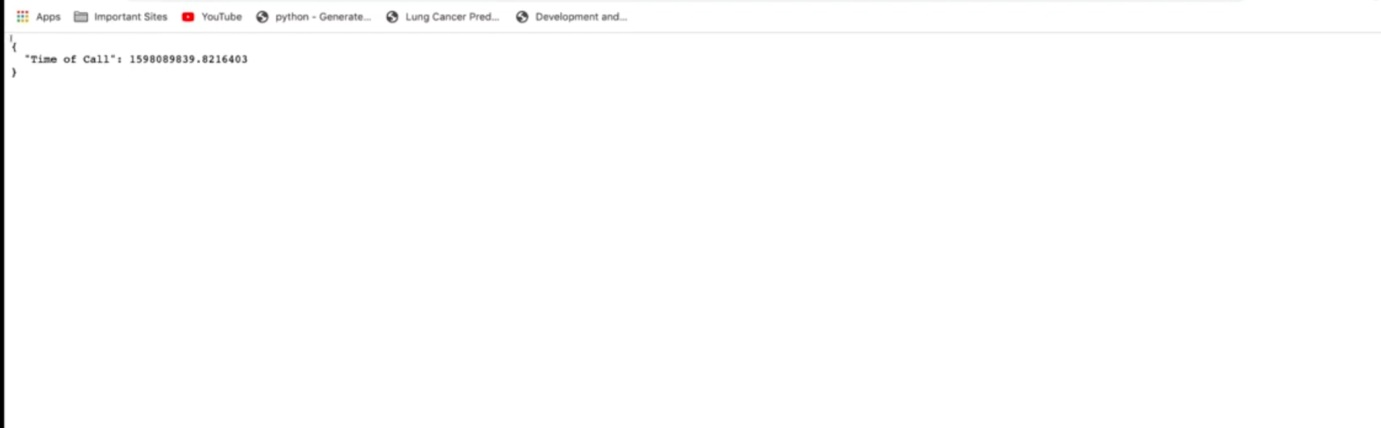 Apps Important Sites YouTube python - Generate... Lung Cancer Pred... Development and...
{
"Time of Call": 1598089839.8216403
}